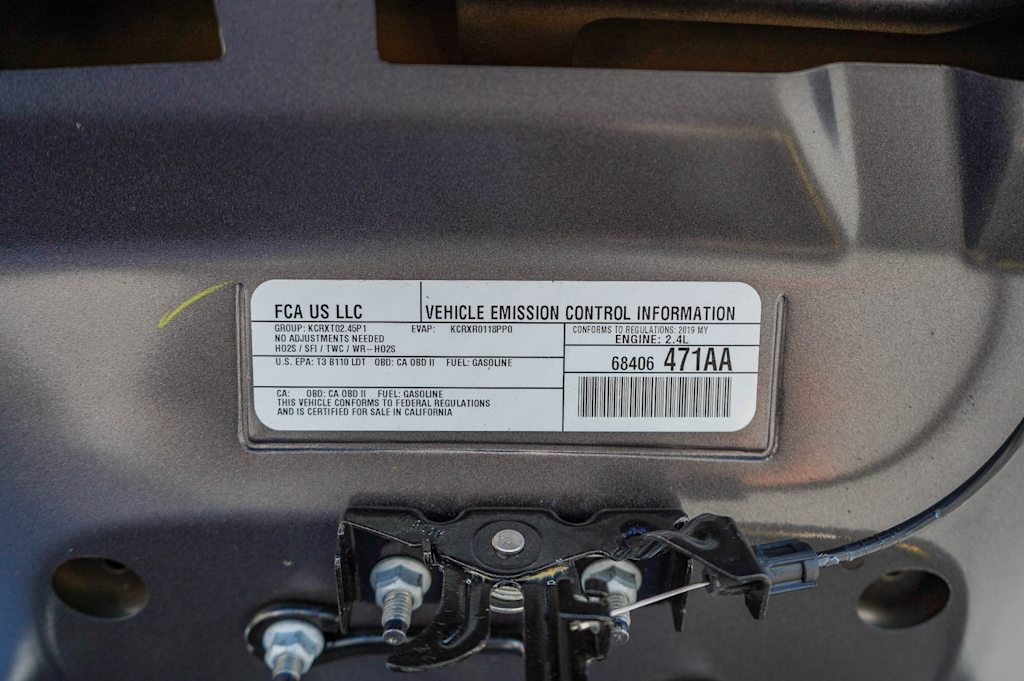 FCA US LLC
VEHICLE EMISSION CONTROL INFORMATION
GROUP: KCRXT02.45P1 EVAP: KCRXR0118PP0
NO ADJUSTMENTS NEEDED
HO2S / SFI / TWC / WR-HO2S
CONFORMS TO REGULATIONS: 2019 MY
ENGINE: 2.4L
U.S. EPA: T3 B110 LDT OBD: CA OBD II FUEL: GASOLINE
68406 471AA
CA: OBD: CA OBD II FUEL: GASOLINE
THIS VEHICLE CONFORMS TO FEDERAL REGULATIONS
AND IS CERTIFIED FOR SALE IN CALIFORNIA